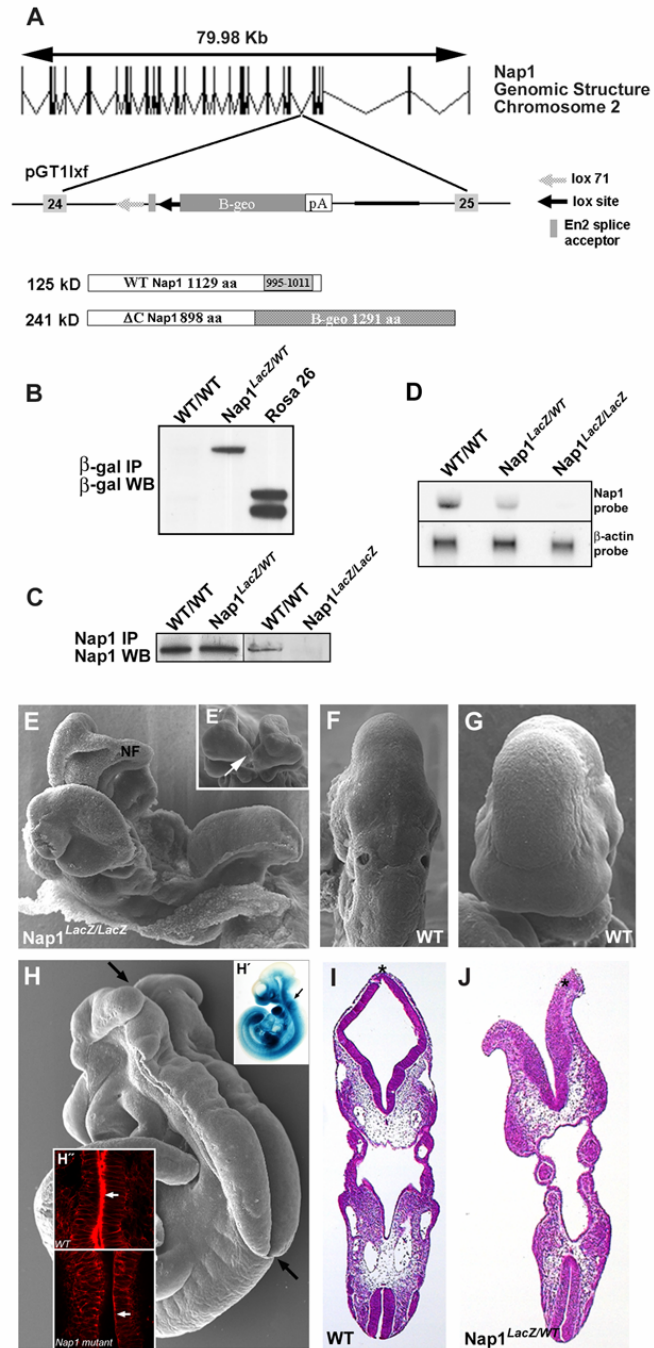 A
79.98 Kb
Nap1
Genomic Structure
Chromosome 2
pGT1lxf
24
B-geo
pA
25
lox 71
lox site
En2 splice
acceptor
125 kD
WT Nap1 1129 aa
995-1011
241 kD
ΔC Nap1 898 aa
B-geo 1291 aa
B
WT/WT
Nap1LacZ/WT
Rosa 26
β-gal IP
β-gal WB
D
WT/WT
Nap1LacZ/WT
Nap1LacZ/LacZ
Nap1
probe
β-actin
probe
C
WT/WT
Nap1LacZ/WT
WT/WT
Nap1LacZ/LacZ
Nap1 IP
Nap1 WB
E
NF
E´
F
G
Nap1LacZ/LacZ
WT
WT
H
H´
I
*
J
*
H´´
WT
Nap1 mutant
WT
Nap1LacZ/WT